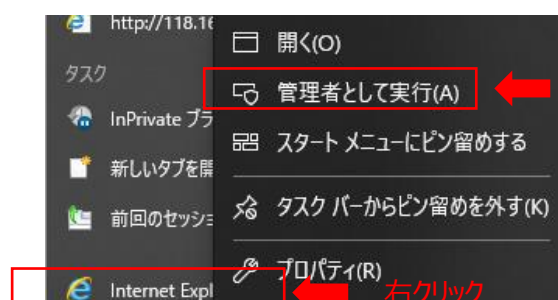 http://118.16
タスク
InPrivate ブラ
新しいタブを開
前回のセッショ
Internet Expl
開く(O)
管理者として実行(A)
スタート メニューにピン留めする
タスク バーからピン留めを外す(K)
プロパティ(R)
右クリック